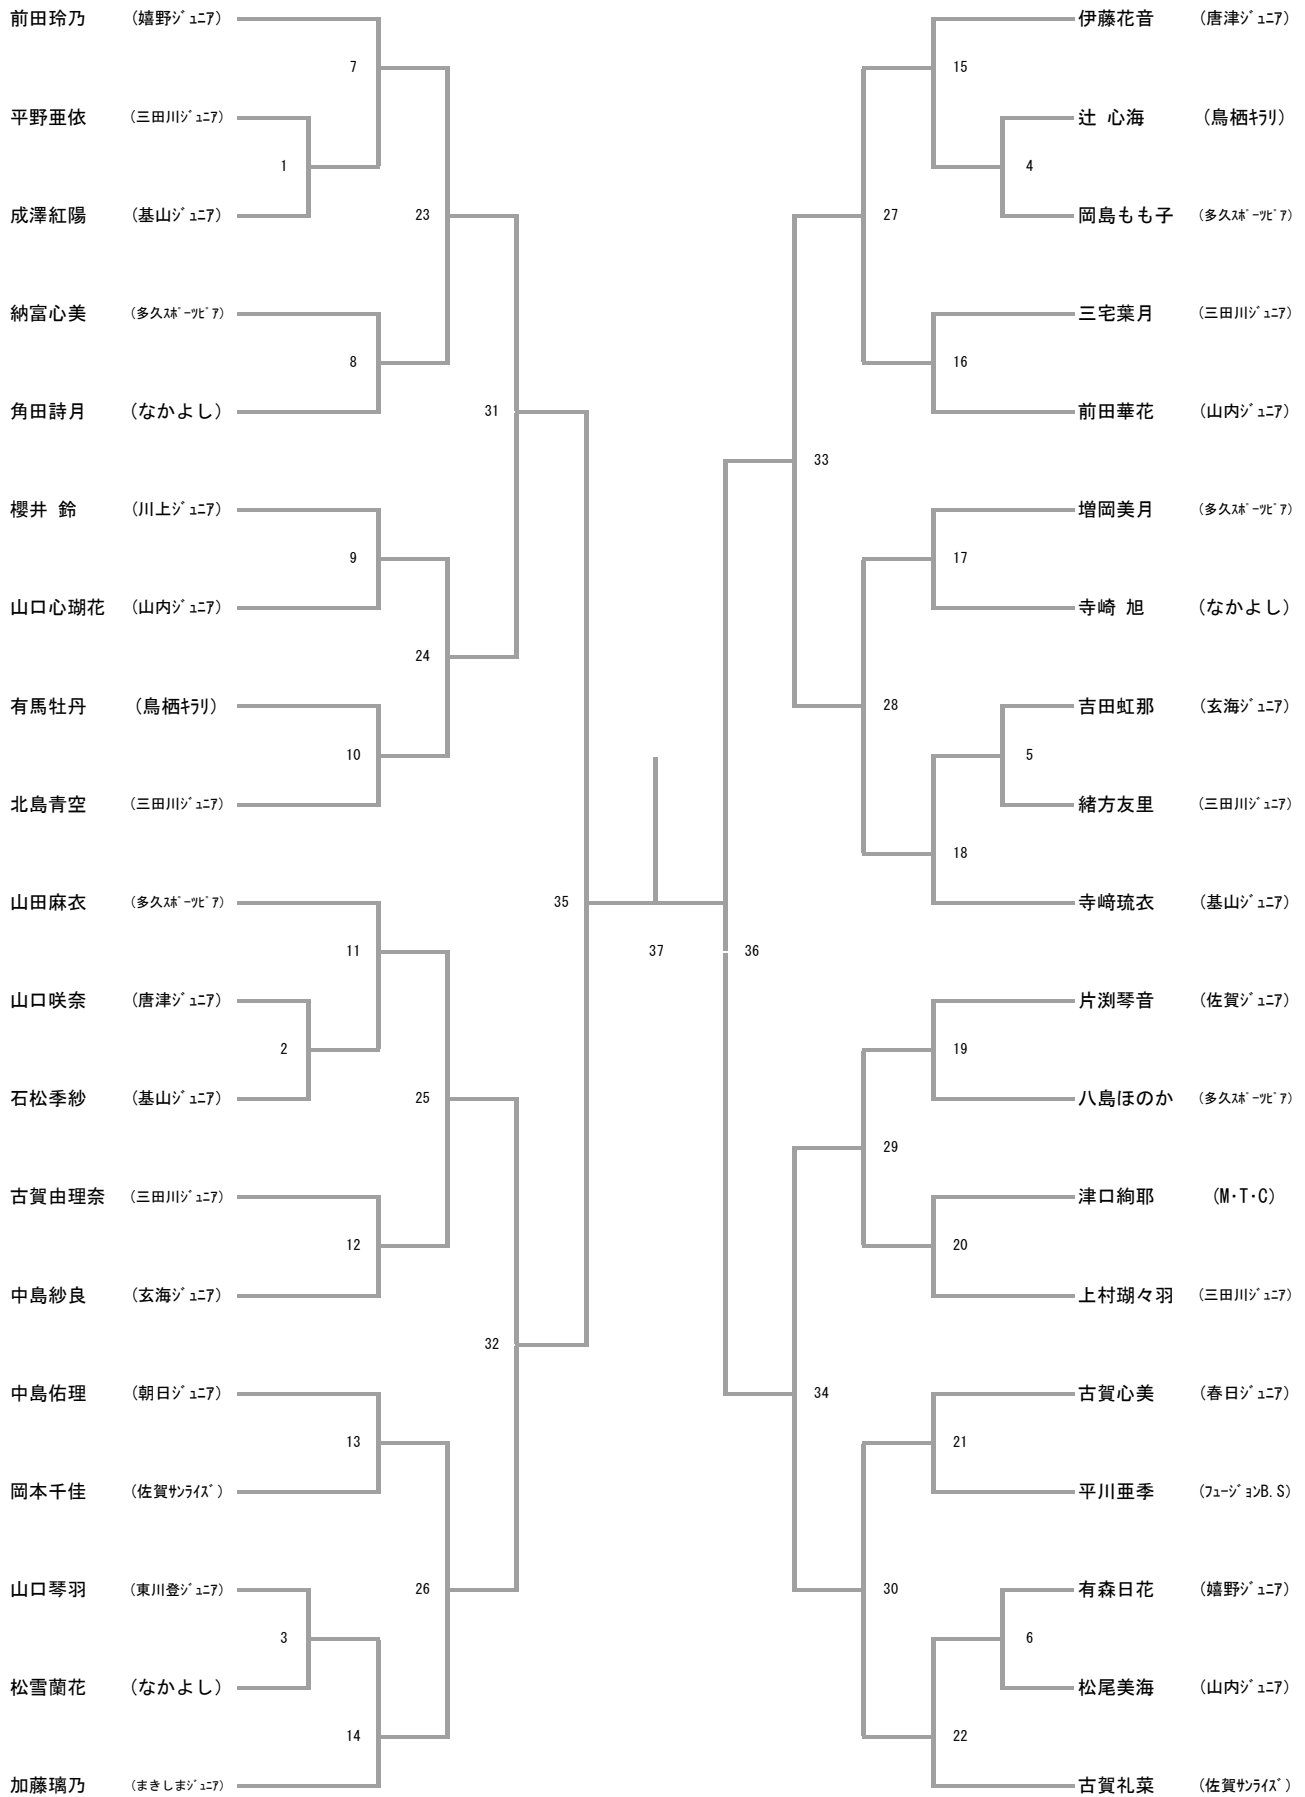 前田玲乃 (嬉野ｼﾞｭﾆｱ)
7
平野亜依 (三田川ｼﾞｭﾆｱ)
1
成澤紅陽 (基山ｼﾞｭﾆｱ)
23
納富心美 (多久ｽﾎﾟｰﾂﾋﾟｱ)
8
角田詩月 (なかよし)
31
櫻井 鈴 (川上ｼﾞｭﾆｱ)
9
山口心瑚花 (山内ｼﾞｭﾆｱ)
24
有馬牡丹 (鳥栖ｷﾗﾘ)
10
北島青空 (三田川ｼﾞｭﾆｱ)
山田麻衣 (多久ｽﾎﾟｰﾂﾋﾟｱ)
35
11
山口咲奈 (唐津ｼﾞｭﾆｱ)
2
石松季紗 (基山ｼﾞｭﾆｱ)
25
古賀由理奈 (三田川ｼﾞｭﾆｱ)
12
中島紗良 (玄海ｼﾞｭﾆｱ)
32
中島佑理 (朝日ｼﾞｭﾆｱ)
13
岡本千佳 (佐賀ｻﾝﾗｲｽﾞ)
山口琴羽 (東川登ｼﾞｭﾆｱ)
26
3
松雪蘭花 (なかよし)
14
加藤璃乃 (まきしまｼﾞｭﾆｱ)
37
伊藤花音 (唐津ｼﾞｭﾆｱ)
15
辻 心海 (鳥栖ｷﾗﾘ)
4
岡島もも子 (多久ｽﾎﾟｰﾂﾋﾟｱ)
27
三宅葉月 (三田川ｼﾞｭﾆｱ)
16
前田華花 (山内ｼﾞｭﾆｱ)
33
増岡美月 (多久ｽﾎﾟｰﾂﾋﾟｱ)
17
寺崎 旭 (なかよし)
28
吉田虹那 (玄海ｼﾞｭﾆｱ)
5
緒方友里 (三田川ｼﾞｭﾆｱ)
18
寺﨑琉衣 (基山ｼﾞｭﾆｱ)
36
片渕琴音 (佐賀ｼﾞｭﾆｱ)
19
八島ほのか (多久ｽﾎﾟｰﾂﾋﾟｱ)
29
津口絢耶 (M･T･C)
20
上村瑚々羽 (三田川ｼﾞｭﾆｱ)
34
古賀心美 (春日ｼﾞｭﾆｱ)
21
平川亜季 (ﾌｭｰｼﾞｮﾝB.S)
30
有森日花 (嬉野ｼﾞｭﾆｱ)
6
松尾美海 (山内ｼﾞｭﾆｱ)
22
古賀礼菜 (佐賀ｻﾝﾗｲｽﾞ)